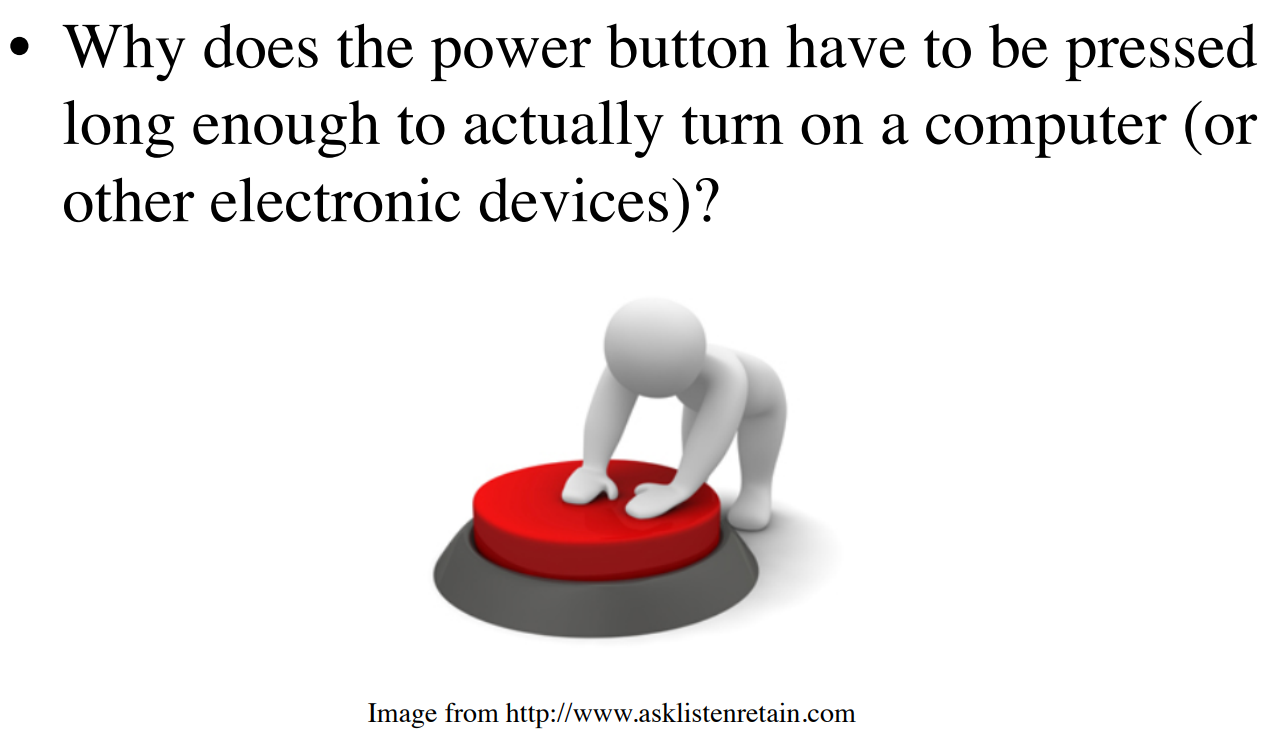 • Why does the power button have to be pressed
long enough to actually turn on a computer (or
other electronic devices)?
Image from http://www.asklistenretain.com